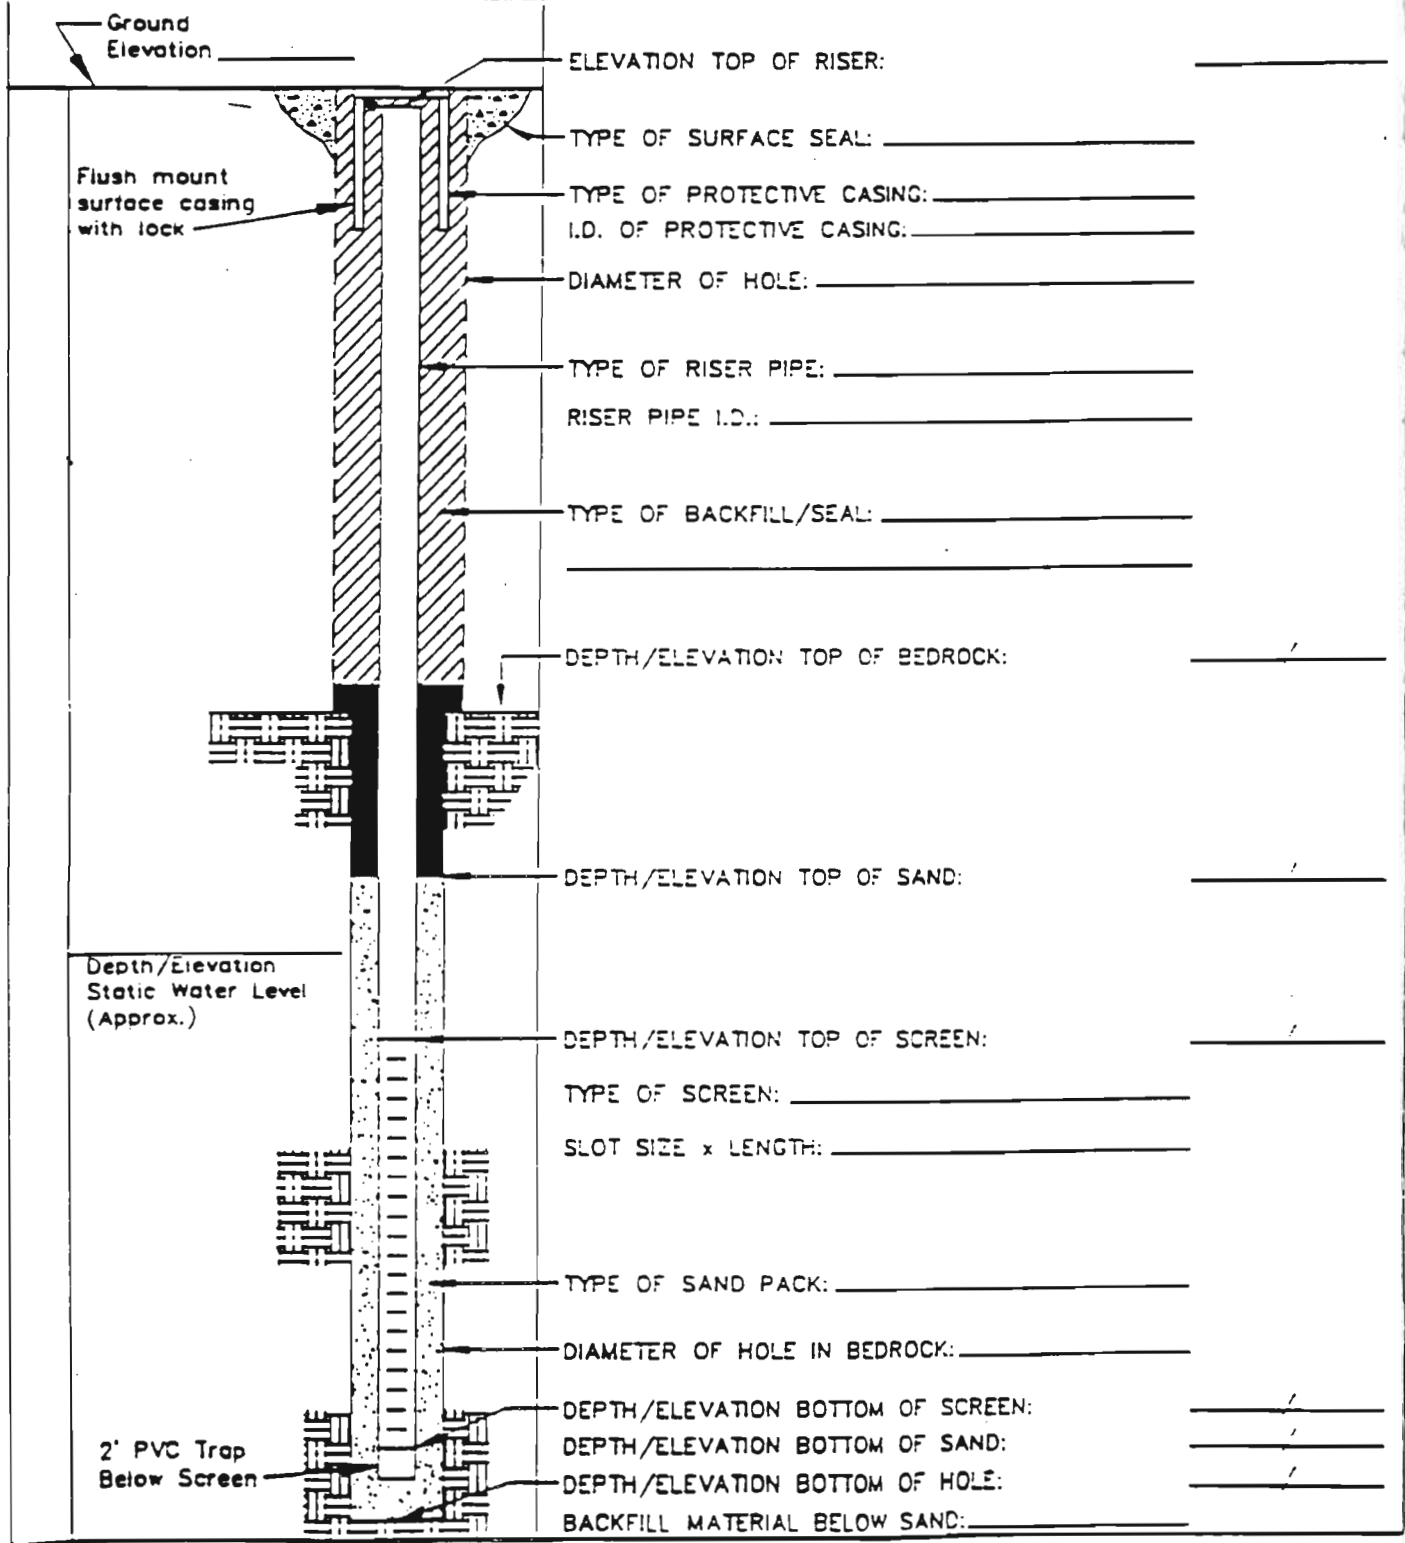 Ground
Elevation
ELEVATION TOP OF RISER:
TYPE OF SURFACE SEAL:
Flush mount
surface casing
with lock
TYPE OF PROTECTIVE CASING:
I.D. OF PROTECTIVE CASING:
DIAMETER OF HOLE:
TYPE OF RISER PIPE:
RISER PIPE I.D.:
TYPE OF BACKFILL/SEAL:
DEPTH/ELEVATION TOP OF BEDROCK: /
DEPTH/ELEVATION TOP OF SAND: /
Depth/Elevation
Static Water Level
(Approx.)
DEPTH/ELEVATION TOP OF SCREEN: /
TYPE OF SCREEN:
SLOT SIZE x LENGTH:
TYPE OF SAND PACK:
DIAMETER OF HOLE IN BEDROCK:
DEPTH/ELEVATION BOTTOM OF SCREEN: /
DEPTH/ELEVATION BOTTOM OF SAND: /
2' PVC Trap
Below Screen
DEPTH/ELEVATION BOTTOM OF HOLE: /
BACKFILL MATERIAL BELOW SAND: